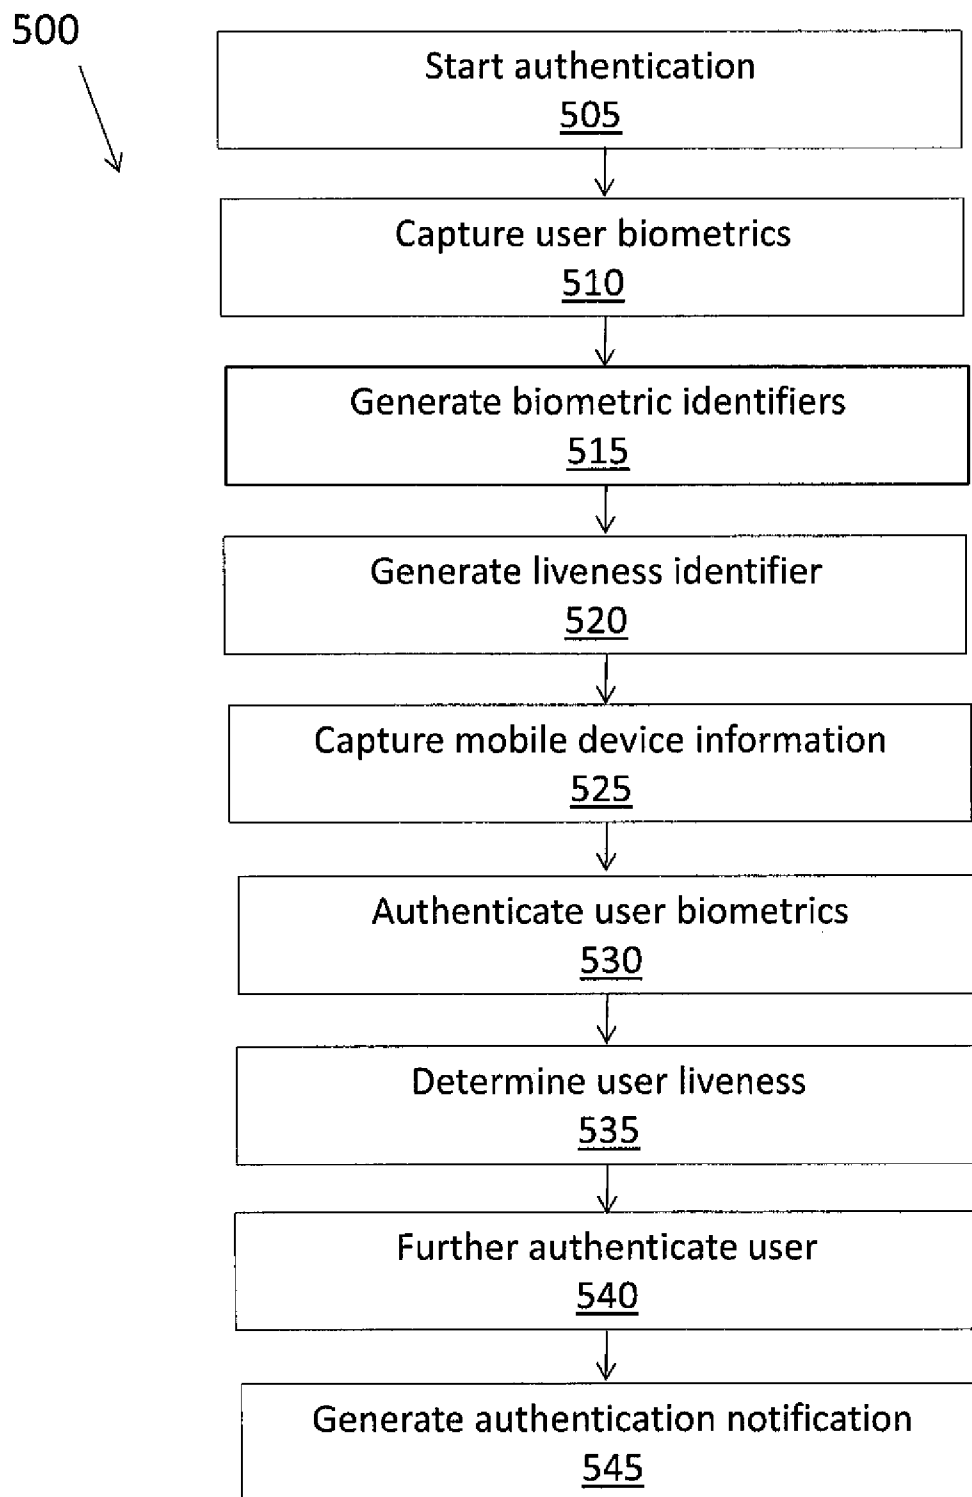 500
Start authentication
505
Capture user biometrics
510
Generate biometric identifiers
515
Generate liveness identifier
520
Capture mobile device information
525
Authenticate user biometrics
530
Determine user liveness
535
Further authenticate user
540
Generate authentication notification
545